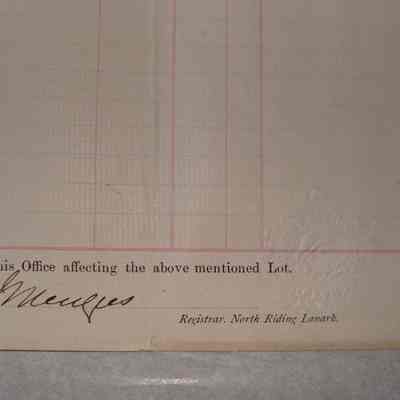 his Office affecting the above mentioned Lot.
Menzies
Registrar, North Riding Lanark.